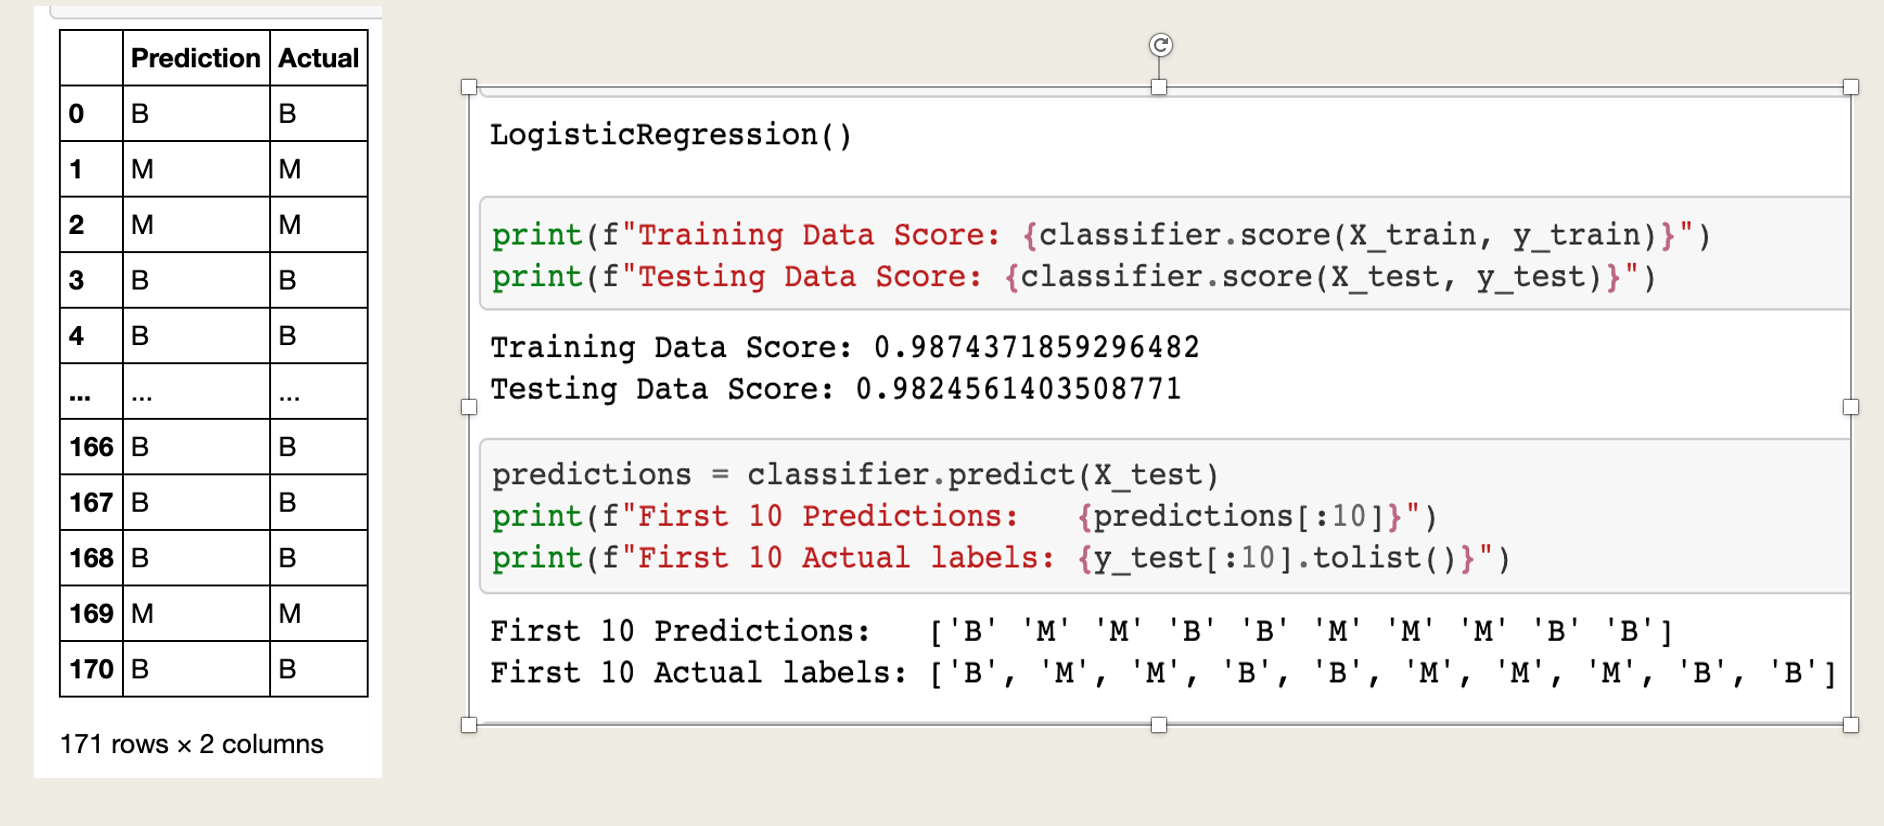 Prediction Actual
0 B B
1 M M
2 M M
3 B B
4 B B
... ... ...
166 B B
167 B B
168 B B
169 M M
170 B B
171 rows × 2 columns
LogisticRegression()
print(f"Training Data Score: {classifier.score(X_train, y_train)}")
print(f"Testing Data Score: {classifier.score(X_test, y_test)}")
Training Data Score: 0.9874371859296482
Testing Data Score: 0.9824561403508771
predictions = classifier.predict(X_test)
print(f"First 10 Predictions:   {predictions[:10]}")
print(f"First 10 Actual labels: {y_test[:10].tolist()}")
First 10 Predictions:   ['B' 'M' 'M' 'B' 'B' 'M' 'M' 'M' 'B' 'B']
First 10 Actual labels: ['B', 'M', 'M', 'B', 'B', 'M', 'M', 'M', 'B', 'B']